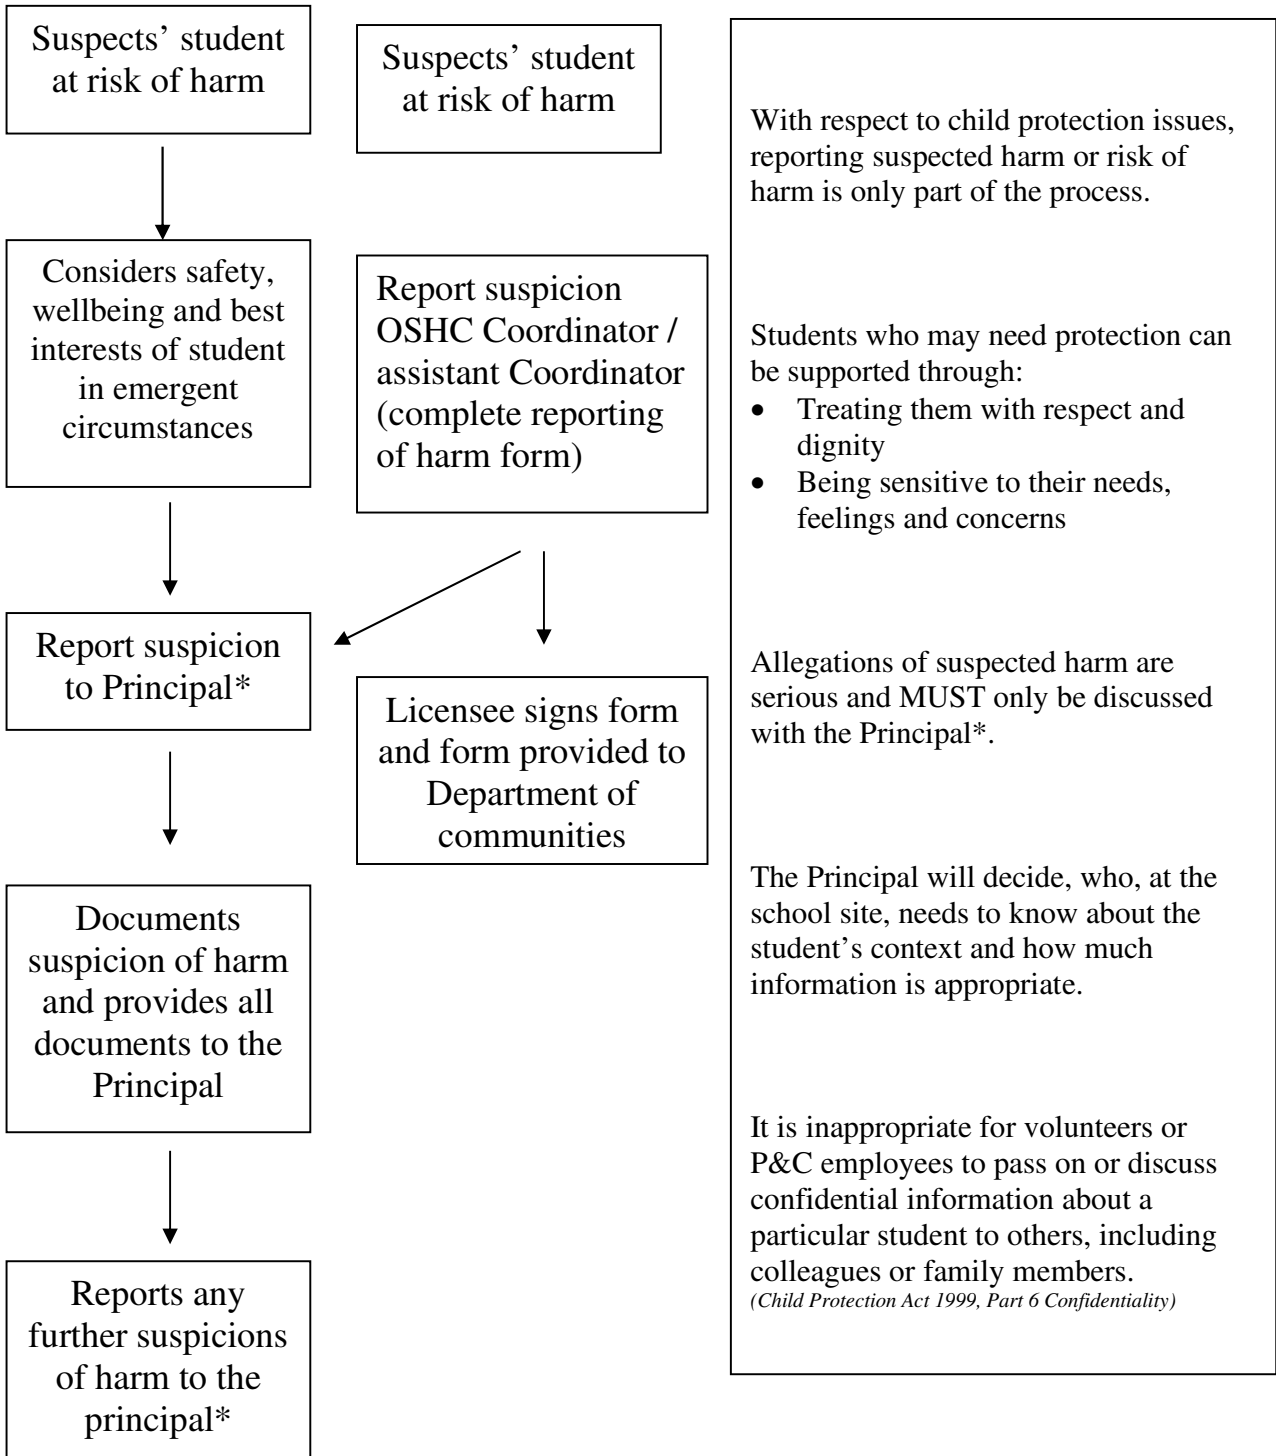 Suspects’ student
at risk of harm
Considers safety,
wellbeing and best
interests of student
in emergent
circumstances
Report suspicion
to Principal*
Documents
suspicion of harm
and provides all
documents to the
Principal
Reports any
further suspicions
of harm to the
principal*
Suspects’ student
at risk of harm
Report suspicion
OSHC Coordinator /
assistant Coordinator
(complete reporting
of harm form)
Licensee signs form
and form provided to
Department of
communities
With respect to child protection issues,
reporting suspected harm or risk of
harm is only part of the process.
Students who may need protection can
be supported through:
• Treating them with respect and
dignity
• Being sensitive to their needs,
feelings and concerns
Allegations of suspected harm are
serious and MUST only be discussed
with the Principal*.
The Principal will decide, who, at the
school site, needs to know about the
student’s context and how much
information is appropriate.
It is inappropriate for volunteers or
P&C employees to pass on or discuss
confidential information about a
particular student to others, including
colleagues or family members.
(Child Protection Act 1999, Part 6 Confidentiality)